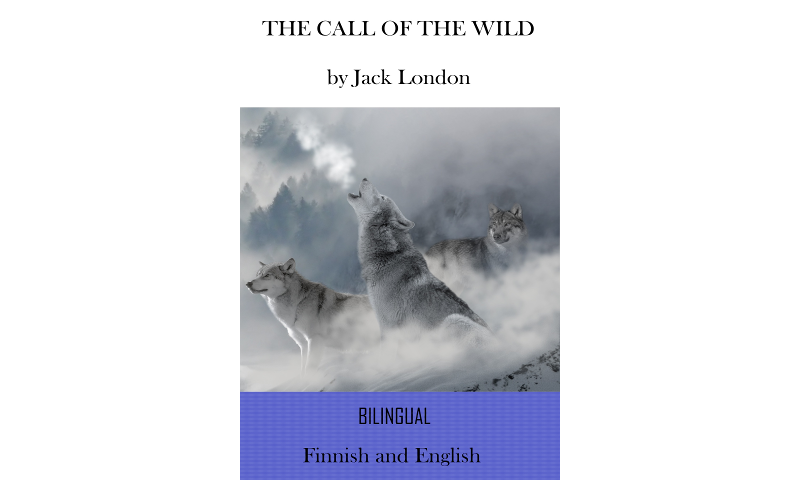 THE CALL OF THE WILD
by Jack London
BILINGUAL
Finnish and English